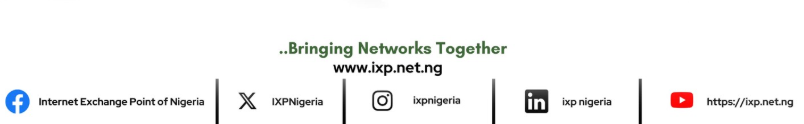 ..Bringing Networks Together
www.ixp.net.ng
Internet Exchange Point of Nigeria
IXPNigeria
ixpnigeria
ixp nigeria
https://ixp.net.ng